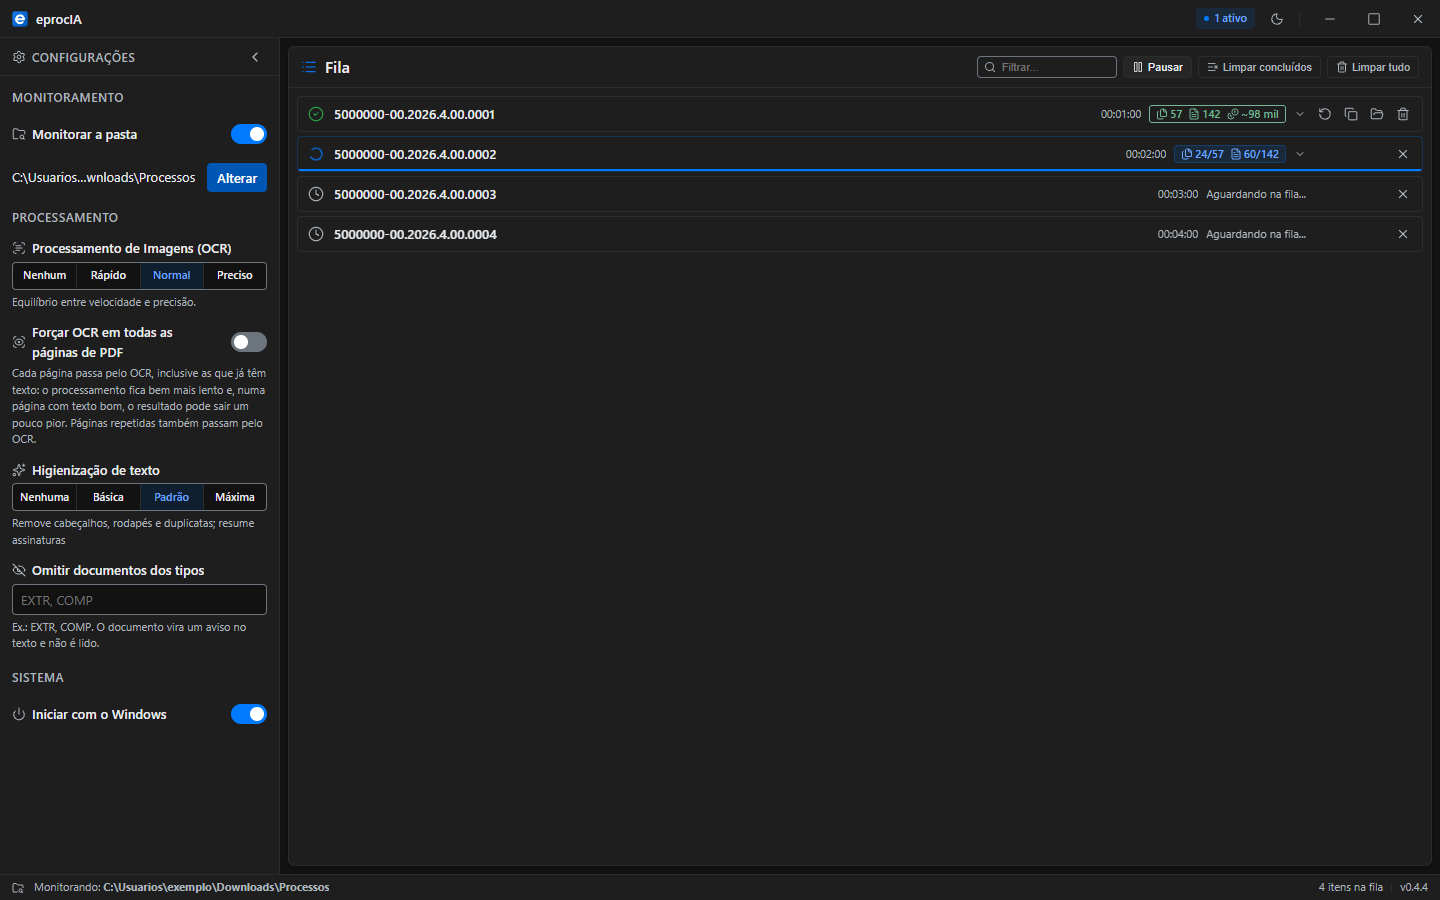 eprocIA
1 ativo
CONFIGURAÇÕES
MONITORAMENTO
Monitorar a pasta
C:\Usuarios...wnloads\Processos
Alterar
PROCESSAMENTO
Processamento de Imagens (OCR)
Nenhum
Rápido
Normal
Preciso
Equilíbrio entre velocidade e precisão.
Forçar OCR em todas as
páginas de PDF
Cada página passa pelo OCR, inclusive as que já têm
texto: o processamento fica bem mais lento e, numa
página com texto bom, o resultado pode sair um
pouco pior. Páginas repetidas também passam pelo
OCR.
Higienização de texto
Nenhuma
Básica
Padrão
Máxima
Remove cabeçalhos, rodapés e duplicatas; resume
assinaturas
Omitir documentos dos tipos
EXTR, COMP
Ex.: EXTR, COMP. O documento vira um aviso no
texto e não é lido.
SISTEMA
Iniciar com o Windows
Fila
Filtrar...
Pausar
Limpar concluídos
Limpar tudo
5000000-00.2026.4.00.0001
00:01:00
57
142
~98 mil
5000000-00.2026.4.00.0002
00:02:00
24/57
60/142
5000000-00.2026.4.00.0003
00:03:00
Aguardando na fila...
5000000-00.2026.4.00.0004
00:04:00
Aguardando na fila...
Monitorando: C:\Usuarios\exemplo\Downloads\Processos
4 itens na fila
v0.4.4